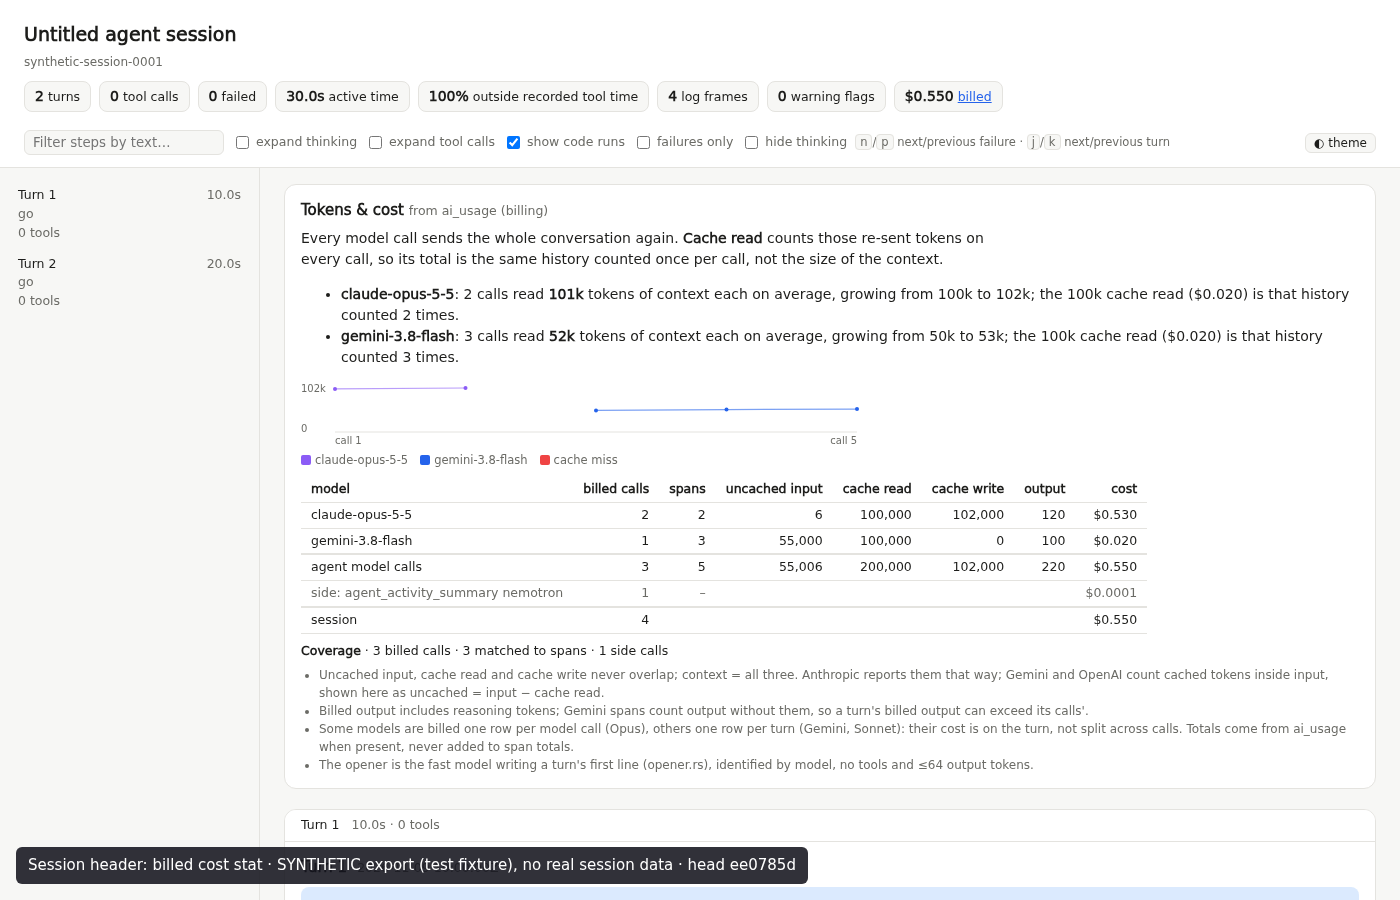 Untitled agent session
synthetic-session-0001
2 turns 0 tool calls 0 failed 30.0s active time 100% outside recorded tool time 4 log frames 0 warning flags $0.550 billed
Filter steps by text… expand thinking expand tool calls show code runs failures only hide thinking n/p next/previous failure · j/k next/previous turn ◐ theme
Turn 1 10.0s
go
0 tools
Turn 2 20.0s
go
0 tools
Tokens & cost from ai_usage (billing)
Every model call sends the whole conversation again. Cache read counts those re-sent tokens on
every call, so its total is the same history counted once per call, not the size of the context.
• claude-opus-5-5: 2 calls read 101k tokens of context each on average, growing from 100k to 102k; the 100k cache read ($0.020) is that history
counted 2 times.
• gemini-3.8-flash: 3 calls read 52k tokens of context each on average, growing from 50k to 53k; the 100k cache read ($0.020) is that history
counted 3 times.
102k
0
call 1 call 5
claude-opus-5-5 gemini-3.8-flash cache miss
model billed calls spans uncached input cache read cache write output cost
claude-opus-5-5 2 2 6 100,000 102,000 120 $0.530
gemini-3.8-flash 1 3 55,000 100,000 0 100 $0.020
agent model calls 3 5 55,006 200,000 102,000 220 $0.550
side: agent_activity_summary nemotron 1 – $0.0001
session 4 $0.550
Coverage · 3 billed calls · 3 matched to spans · 1 side calls
• Uncached input, cache read and cache write never overlap; context = all three. Anthropic reports them that way; Gemini and OpenAI count cached tokens inside input,
shown here as uncached = input − cache read.
• Billed output includes reasoning tokens; Gemini spans count output without them, so a turn's billed output can exceed its calls'.
• Some models are billed one row per model call (Opus), others one row per turn (Gemini, Sonnet): their cost is on the turn, not split across calls. Totals come from ai_usage
when present, never added to span totals.
• The opener is the fast model writing a turn's first line (opener.rs), identified by model, no tools and ≤64 output tokens.
Turn 1 10.0s · 0 tools
Session header: billed cost stat · SYNTHETIC export (test fixture), no real session data · head ee0785d